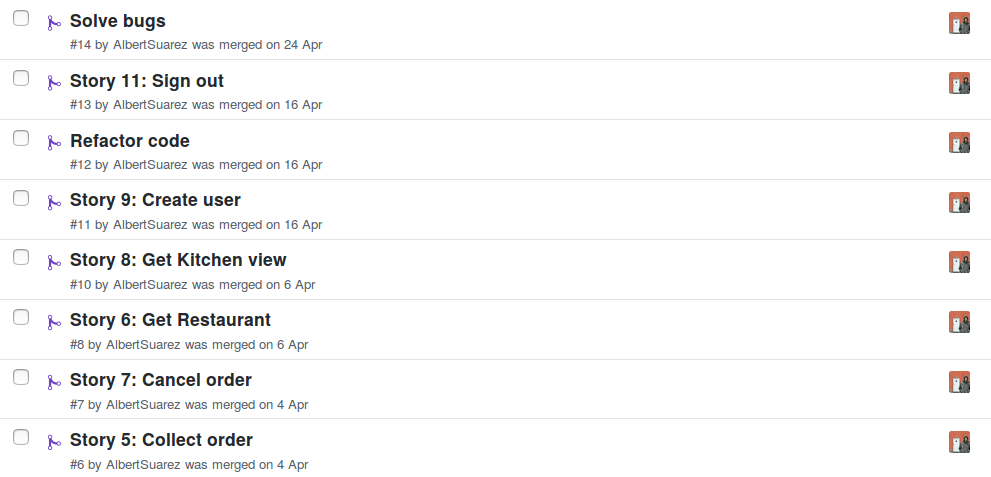 Solve bugs
#14 by AlbertSuarez was merged on 24 Apr
Story 11: Sign out
#13 by AlbertSuarez was merged on 16 Apr
Refactor code
#12 by AlbertSuarez was merged on 16 Apr
Story 9: Create user
#11 by AlbertSuarez was merged on 16 Apr
Story 8: Get Kitchen view
#10 by AlbertSuarez was merged on 6 Apr
Story 6: Get Restaurant
#8 by AlbertSuarez was merged on 6 Apr
Story 7: Cancel order
#7 by AlbertSuarez was merged on 4 Apr
Story 5: Collect order
#6 by AlbertSuarez was merged on 4 Apr